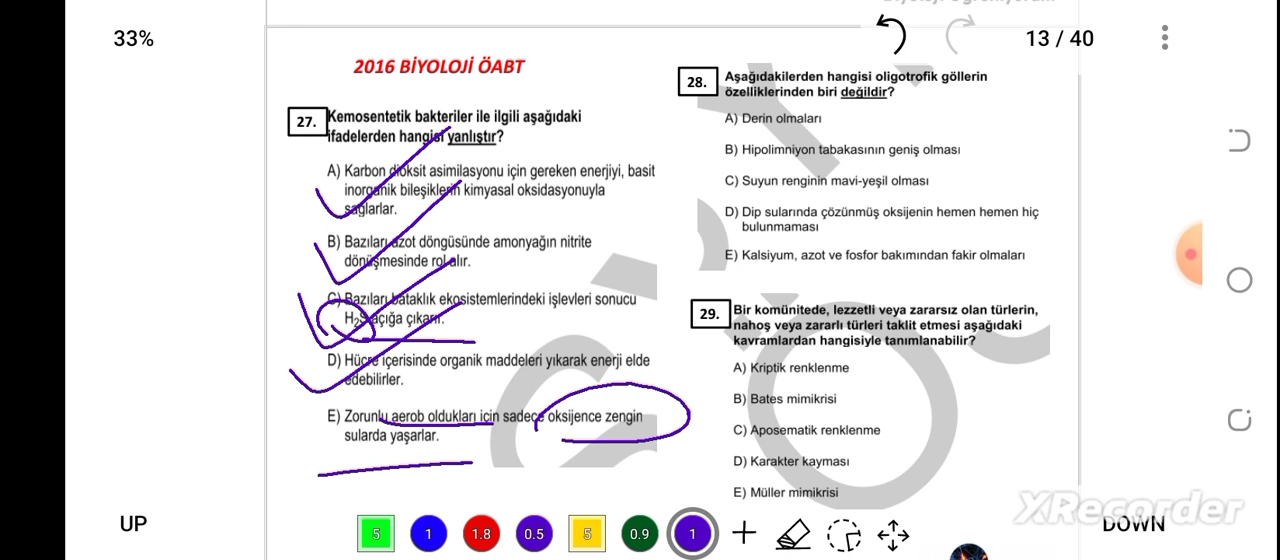 33%
13 / 40
2016 BİYOLOJİ ÖABT
27.
Kemosentetik bakteriler ile ilgili aşağıdaki
ifadelerden hangisi yanlıştır?
A) Karbon dioksit asimilasyonu için gereken enerjiyi, basit
inorganik bileşiklerin kimyasal oksidasyonuyla
sağlarlar.
B) Bazıları azot döngüsünde amonyağın nitrite
dönüşmesinde rol alır.
C) Bazıları bataklık ekosistemlerindeki işlevleri sonucu
H₂S açığa çıkarır.
D) Hücre içerisinde organik maddeleri yıkarak enerji elde
edebilirler.
E) Zorunlu aerob oldukları için sadece oksijence zengin
sularda yaşarlar.
28.
Aşağıdakilerden hangisi oligotrofik göllerin
özelliklerinden biri değildir?
A) Derin olmaları
B) Hipolimniyon tabakasının geniş olması
C) Suyun renginin mavi-yeşil olması
D) Dip sularında çözünmüş oksijenin hemen hemen hiç
bulunmaması
E) Kalsiyum, azot ve fosfor bakımından fakir olmaları
29.
Bir komünitede, lezzetli veya zararsız olan türlerin,
nahoş veya zararlı türleri taklit etmesi aşağıdaki
kavramlardan hangisiyle tanımlanabilir?
A) Kriptik renklenme
B) Bates mimikrisi
C) Aposematik renklenme
D) Karakter kayması
E) Müller mimikrisi
XRecorder
UP
5
1
1.8
0.5
5
0.9
1
DOWN